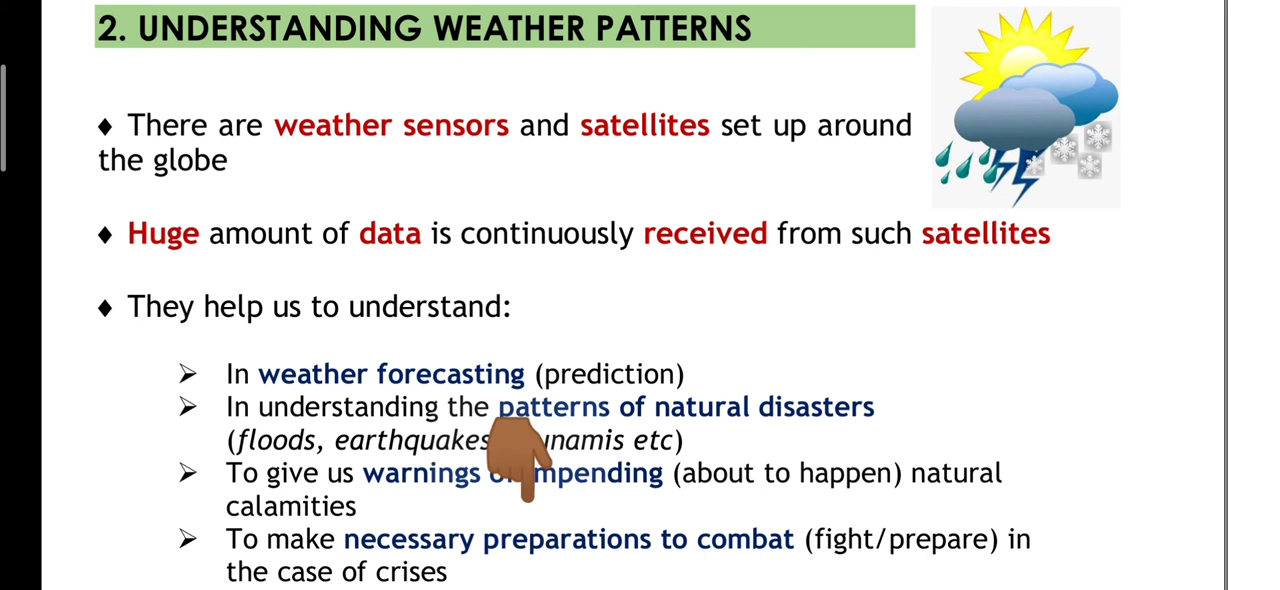 2. UNDERSTANDING WEATHER PATTERNS
♦ There are weather sensors and satellites set up around
the globe
♦ Huge amount of data is continuously received from such satellites
♦ They help us to understand:
➢ In weather forecasting (prediction)
➢ In understanding the patterns of natural disasters
(floods, earthquakes etc)
➢ To give us warnings impending (about to happen) natural
calamities
➢ To make necessary preparations to combat (fight/prepare) in
the case of crises